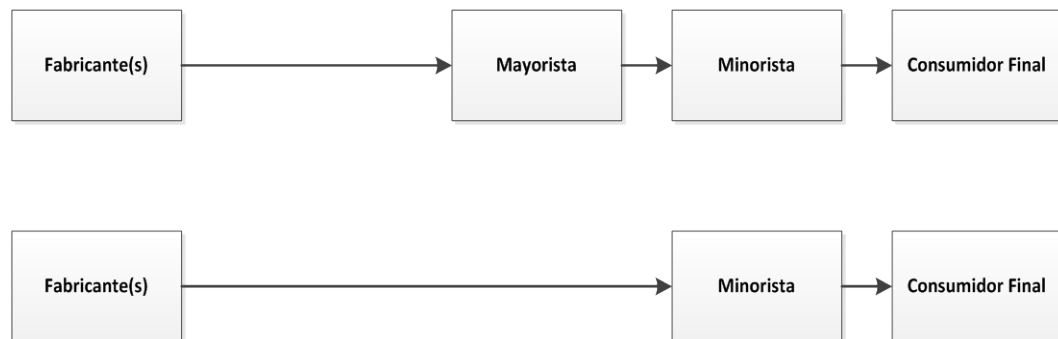 Fabricante(s)
Mayorista
Minorista
Consumidor Final
Fabricante(s)
Minorista
Consumidor Final